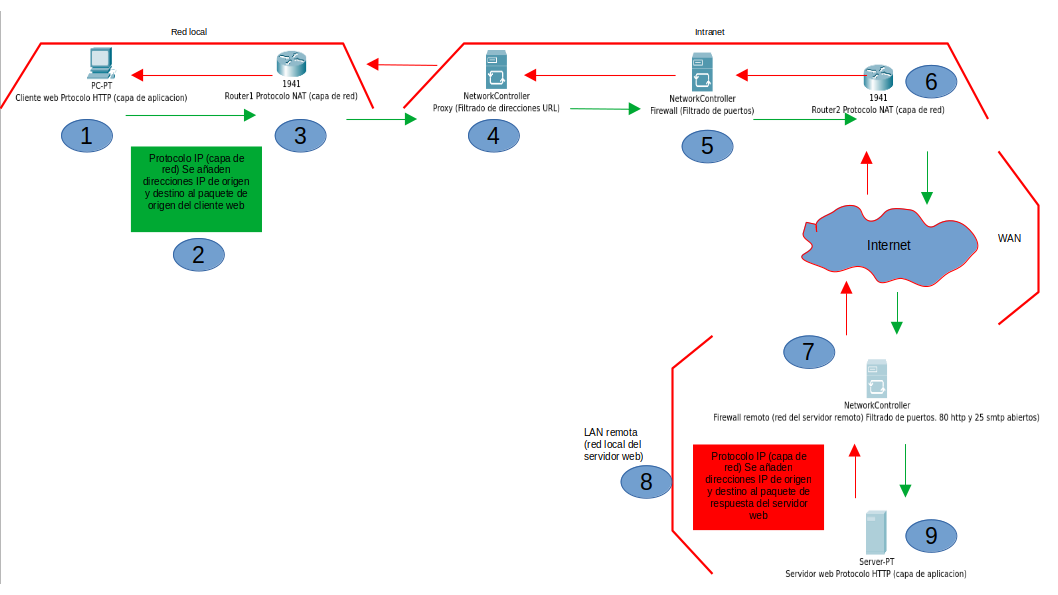 Red local
Intranet
PC-PT
Cliente web Prtocolo HTTP (capa de aplicacion)
1941
Router1 Protocolo NAT (capa de red)
NetworkController
Proxy (Filtrado de direcciones URL)
NetworkController
Firewall (Filtrado de puertos)
1941
Router2 Protocolo NAT (capa de red)
6
1
3
4
5
Protocolo IP (capa de
red) Se añaden
direcciones IP de origen
y destino al paquete de
origen del cliente web
2
Internet
WAN
7
NetworkController
Firewall remoto (red del servidor remoto) Filtrado de puertos. 80 http y 25 smtp abiertos)
LAN remota
(red local del
servidor web)
8
Protocolo IP (capa de
red) Se añaden
direcciones IP de origen
y destino al paquete de
respuesta del servidor
web
9
Server-PT
Servidor web Protocolo HTTP (capa de aplicacion)